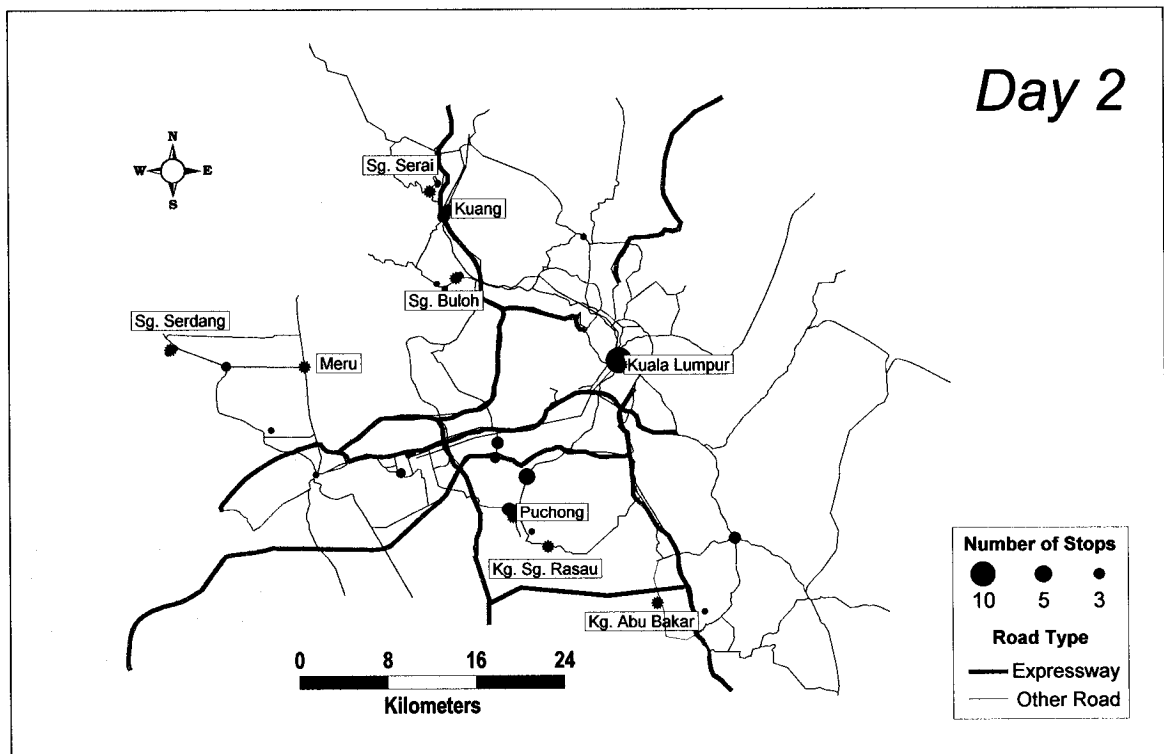 Day 2
N
W E
S
Sg. Serai
Kuang
Sg. Buloh
Sg. Serdang
Meru
Kuala Lumpur
Puchong
Kg. Sg. Rasau
Kg. Abu Bakar
Number of Stops
10 5 3
Road Type
Expressway
Other Road
0 8 16 24
Kilometers